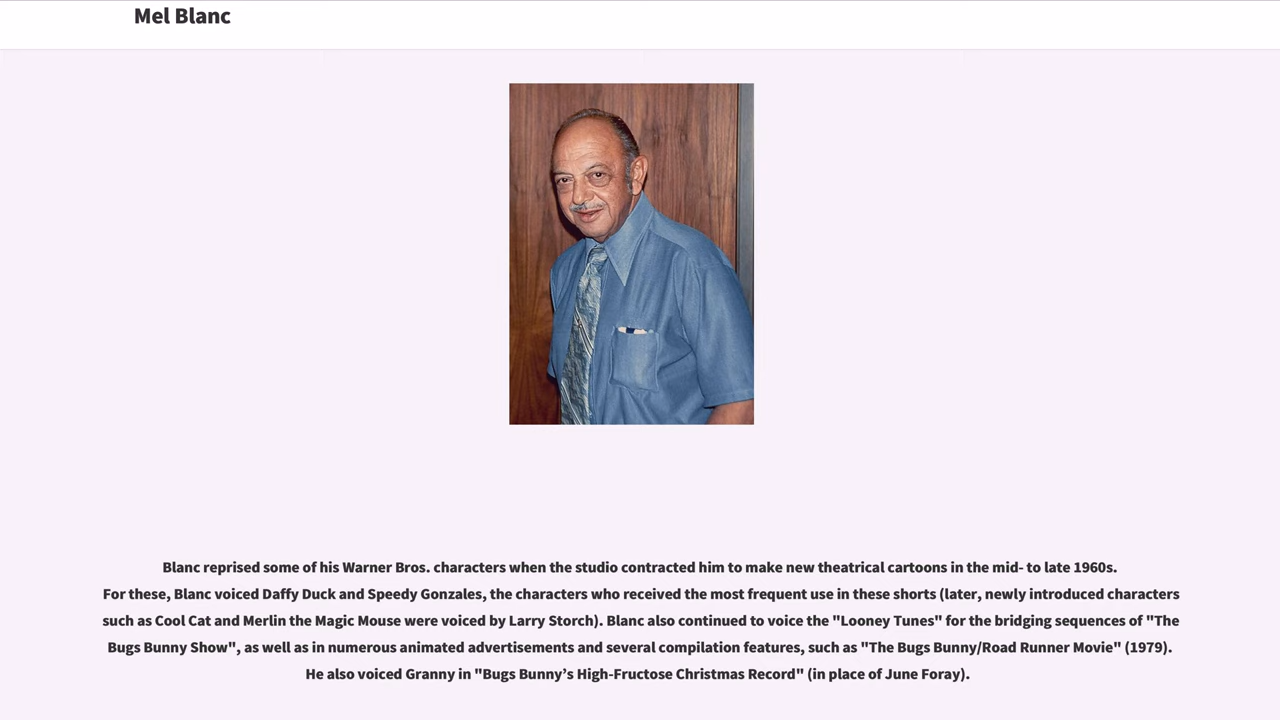 Mel Blanc
Blanc reprised some of his Warner Bros. characters when the studio contracted him to make new theatrical cartoons in the mid- to late 1960s.
For these, Blanc voiced Daffy Duck and Speedy Gonzales, the characters who received the most frequent use in these shorts (later, newly introduced characters
such as Cool Cat and Merlin the Magic Mouse were voiced by Larry Storch). Blanc also continued to voice the "Looney Tunes" for the bridging sequences of "The
Bugs Bunny Show", as well as in numerous animated advertisements and several compilation features, such as "The Bugs Bunny/Road Runner Movie" (1979).
He also voiced Granny in "Bugs Bunny’s High-Fructose Christmas Record" (in place of June Foray).